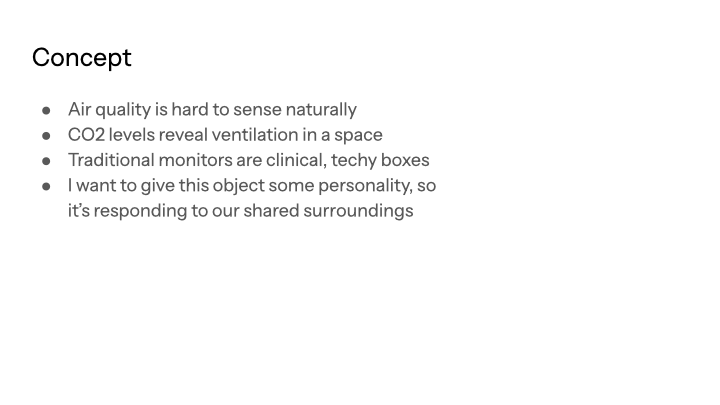 Concept
● Air quality is hard to sense naturally
● CO2 levels reveal ventilation in a space
● Traditional monitors are clinical, techy boxes
● I want to give this object some personality, so
it’s responding to our shared surroundings